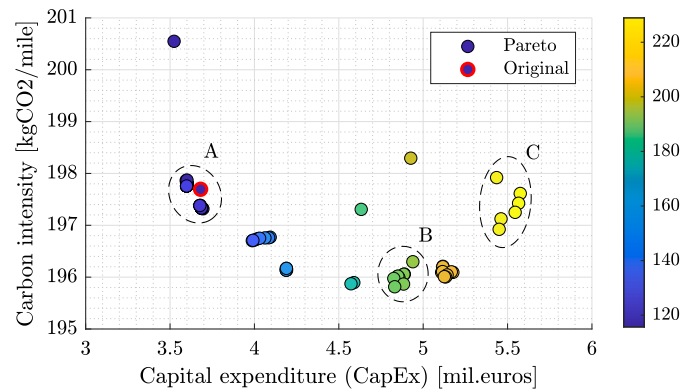 201
200
199
198
197
196
195
Carbon intensity [kgCO2/mile]
Pareto
Original
A
B
C
3
3.5
4
4.5
5
5.5
6
Capital expenditure (CapEx) [mil.euros]
220
200
180
160
140
120